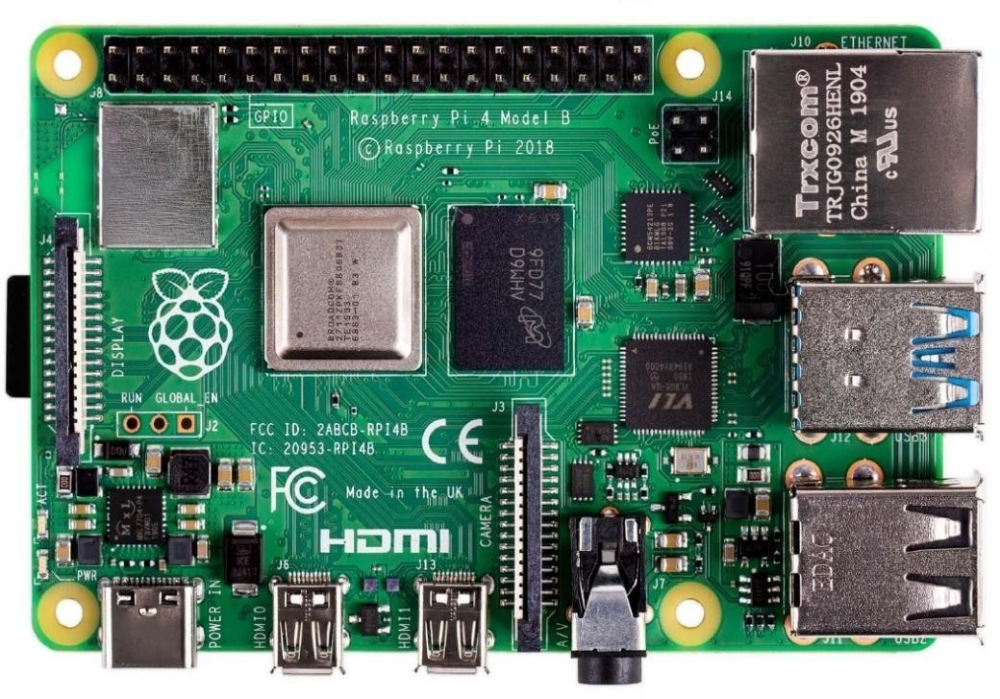 J10
ETHERNET
J8
GPIO
Raspberry Pi 4 Model B
© Raspberry Pi 2018
J14
PoE
Trxcom®
TRJG0926HENL
China M 1904
c us
J4
DISPLAY
BROADCOM®
TE1903
9FD77
D9WHV
RUN
GLOBAL_EN
J2
J3
FCC ID: 2ABCB-RPI4B
IC: 20953-RPI4B
CE
FC
Made in the UK
HDMI
CAMERA
VLI
J12
USB3
ACT
PWR
POWER IN
J6
HDMI0
J13
HDMI1
A/V
J7
EDAC
J11
USB2